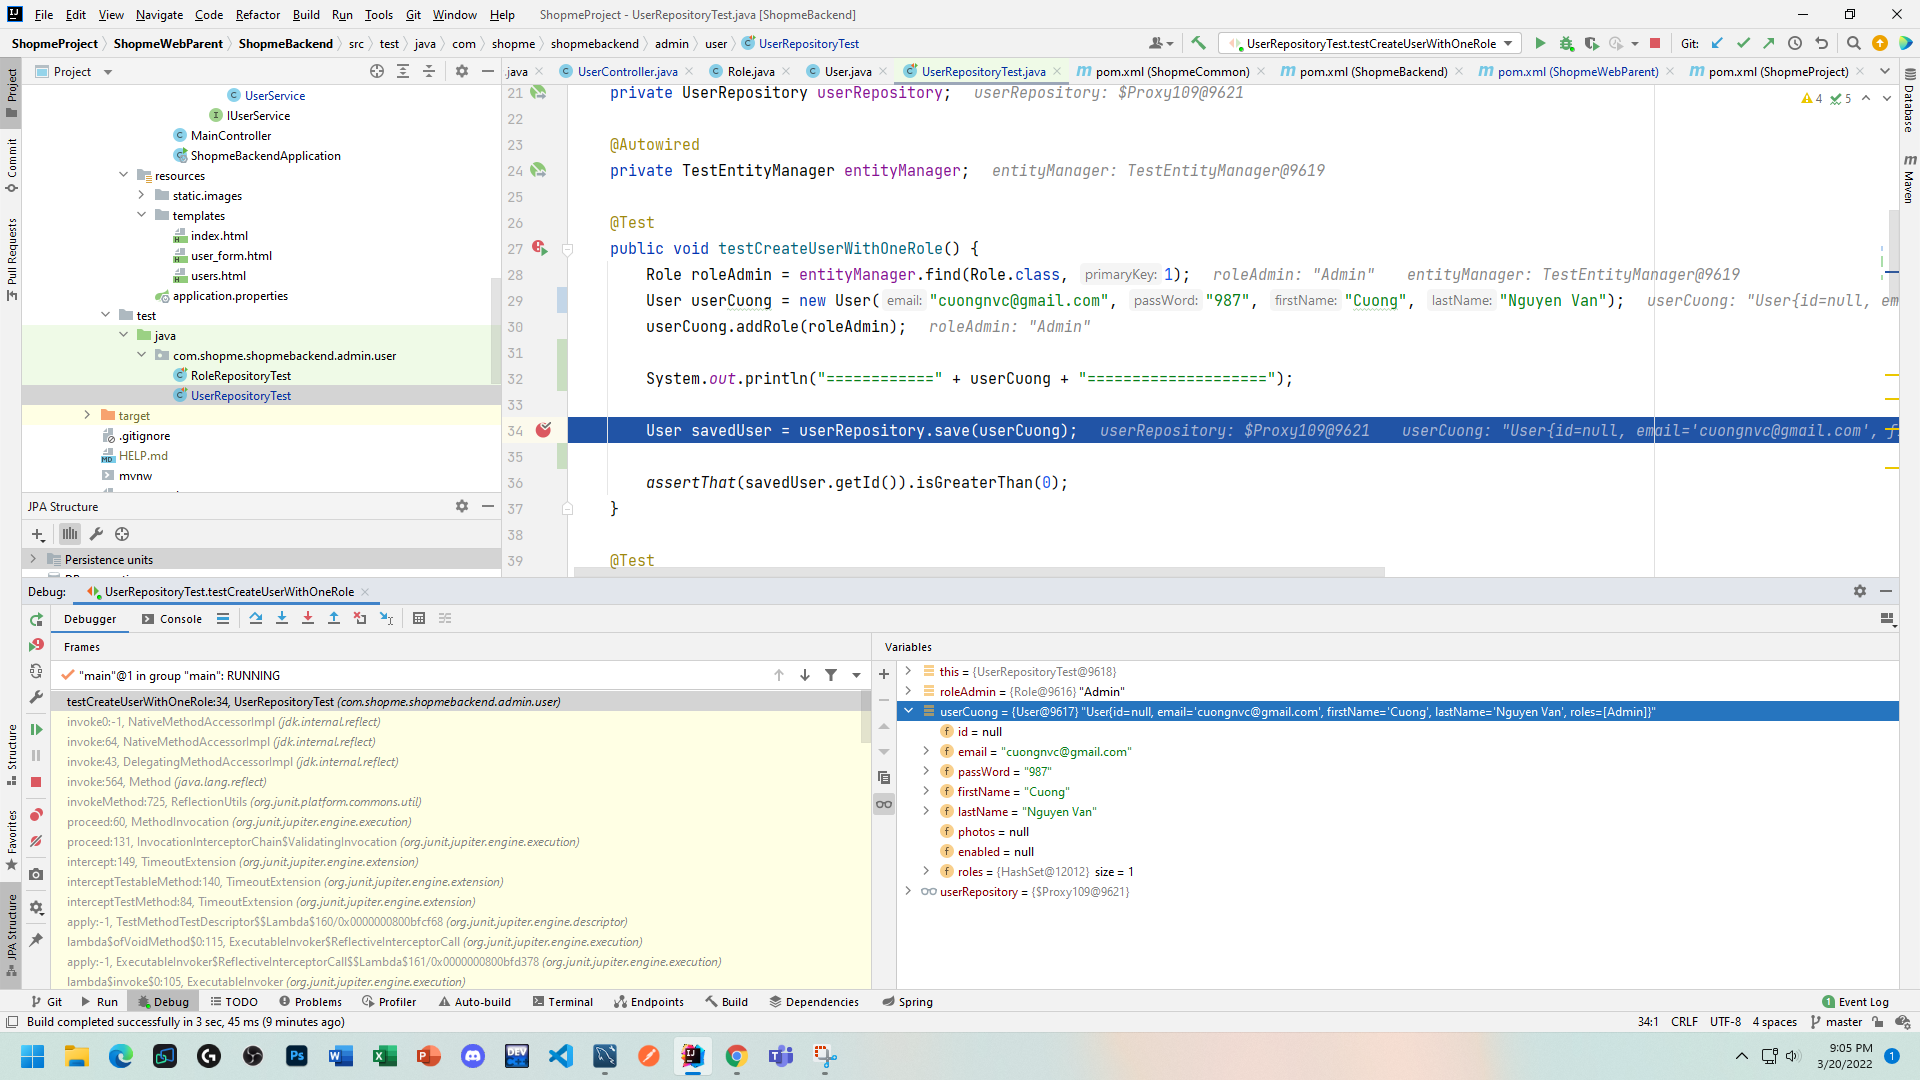 File Edit View Navigate Code Refactor Build Run Tools Git Window Help ShopmeProject - UserRepositoryTest.java [ShopmeBackend]
ShopmeProject ShopmeWebParent ShopmeBackend src test java com shopme shopmebackend admin user UserRepositoryTest UserRepositoryTest.testCreateUserWithOneRole Git:
Project
.java UserController.java Role.java User.java UserRepositoryTest.java pom.xml (ShopmeCommon) pom.xml (ShopmeBackend) pom.xml (ShopmeWebParent) pom.xml (ShopmeProject)
Project
Commit
Pull Requests
Structure
Favorites
JPA Structure
Database
Maven
UserService
IUserService
MainController
ShopmeBackendApplication
resources
static.images
templates
index.html
user_form.html
users.html
application.properties
test
java
com.shopme.shopmebackend.admin.user
RoleRepositoryTest
UserRepositoryTest
target
.gitignore
HELP.md
mvnw
JPA Structure
Persistence units
4 5
21 private UserRepository userRepository; userRepository: $Proxy109@9621
22
23 @Autowired
24 private TestEntityManager entityManager; entityManager: TestEntityManager@9619
25
26 @Test
27 public void testCreateUserWithOneRole() {
28 Role roleAdmin = entityManager.find(Role.class, primaryKey: 1); roleAdmin: "Admin" entityManager: TestEntityManager@9619
29 User userCuong = new User( email: "cuongnvc@gmail.com", passWord: "987", firstName: "Cuong", lastName: "Nguyen Van"); userCuong: "User{id=null, em
30 userCuong.addRole(roleAdmin); roleAdmin: "Admin"
31
32 System.out.println("============" + userCuong + "====================");
33
34 User savedUser = userRepository.save(userCuong); userRepository: $Proxy109@9621 userCuong: "User{id=null, email='cuongnvc@gmail.com', f
35
36 assertThat(savedUser.getId()).isGreaterThan(0);
37 }
38
39 @Test
Debug: UserRepositoryTest.testCreateUserWithOneRole
Debugger Console
Frames
"main"@1 in group "main": RUNNING
testCreateUserWithOneRole:34, UserRepositoryTest (com.shopme.shopmebackend.admin.user)
invoke0:-1, NativeMethodAccessorImpl (jdk.internal.reflect)
invoke:64, NativeMethodAccessorImpl (jdk.internal.reflect)
invoke:43, DelegatingMethodAccessorImpl (jdk.internal.reflect)
invoke:564, Method (java.lang.reflect)
invokeMethod:725, ReflectionUtils (org.junit.platform.commons.util)
proceed:60, MethodInvocation (org.junit.jupiter.engine.execution)
proceed:131, InvocationInterceptorChain$ValidatingInvocation (org.junit.jupiter.engine.execution)
intercept:149, TimeoutExtension (org.junit.jupiter.engine.extension)
interceptTestableMethod:140, TimeoutExtension (org.junit.jupiter.engine.extension)
interceptTestMethod:84, TimeoutExtension (org.junit.jupiter.engine.extension)
apply:-1, TestMethodTestDescriptor$$Lambda$160/0x0000000800bfcf68 (org.junit.jupiter.engine.descriptor)
lambda$ofVoidMethod$0:115, ExecutableInvoker$ReflectiveInterceptorCall (org.junit.jupiter.engine.execution)
apply:-1, ExecutableInvoker$ReflectiveInterceptorCall$$Lambda$161/0x0000000800bfd378 (org.junit.jupiter.engine.execution)
lambda$invoke$0:105, ExecutableInvoker (org.junit.jupiter.engine.execution)
Variables
this = {UserRepositoryTest@9618}
roleAdmin = {Role@9616} "Admin"
userCuong = {User@9617} "User{id=null, email='cuongnvc@gmail.com', firstName='Cuong', lastName='Nguyen Van', roles=[Admin]}"
id = null
email = "cuongnvc@gmail.com"
passWord = "987"
firstName = "Cuong"
lastName = "Nguyen Van"
photos = null
enabled = null
roles = {HashSet@12012} size = 1
userRepository = {$Proxy109@9621}
Git Run Debug TODO Problems Profiler Auto-build Terminal Endpoints Build Dependencies Spring 1 Event Log
Build completed successfully in 3 sec, 45 ms (9 minutes ago) 34:1 CRLF UTF-8 4 spaces master
9:05 PM
3/20/2022
1